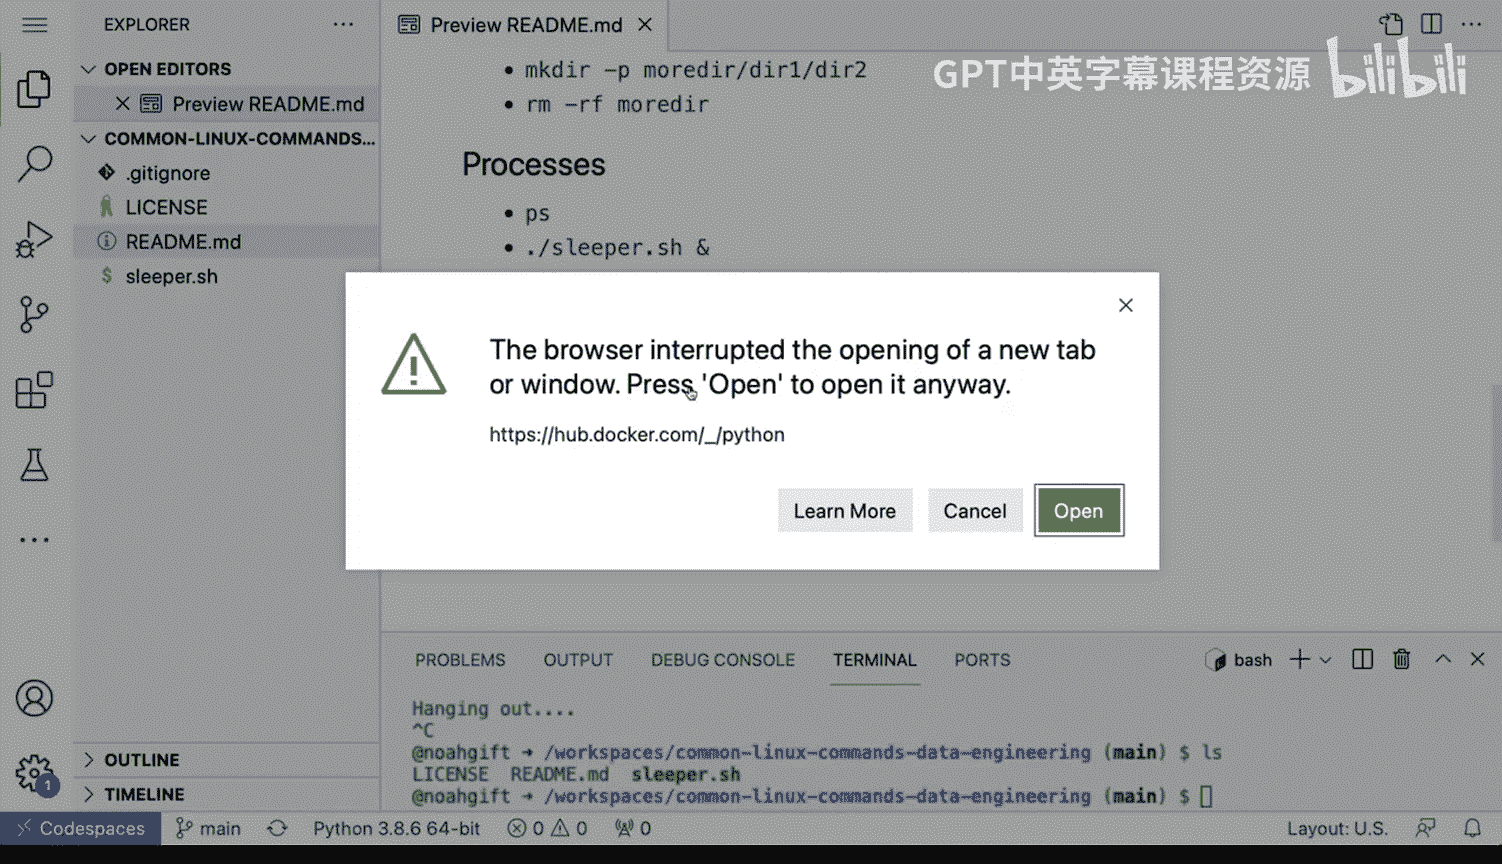 EXPLORER
Preview README.md
GPT中英字幕课程资源
bilibili
OPEN EDITORS
Preview README.md
COMMON-LINUX-COMMANDS...
.gitignore
LICENSE
README.md
sleeper.sh
mkdir -p moredir/dir1/dir2
rm -rf moredir
Processes
ps
./sleeper.sh &
The browser interrupted the opening of a new tab
or window. Press 'Open' to open it anyway.
https://hub.docker.com/_/python
Learn More
Cancel
Open
PROBLEMS
OUTPUT
DEBUG CONSOLE
TERMINAL
PORTS
bash
Hanging out....
^C
@noahgift → /workspaces/common-linux-commands-data-engineering (main) $ ls
LICENSE README.md sleeper.sh
@noahgift → /workspaces/common-linux-commands-data-engineering (main) $
OUTLINE
TIMELINE
1
Codespaces
main
Python 3.8.6 64-bit
0
0
0
Layout: U.S.